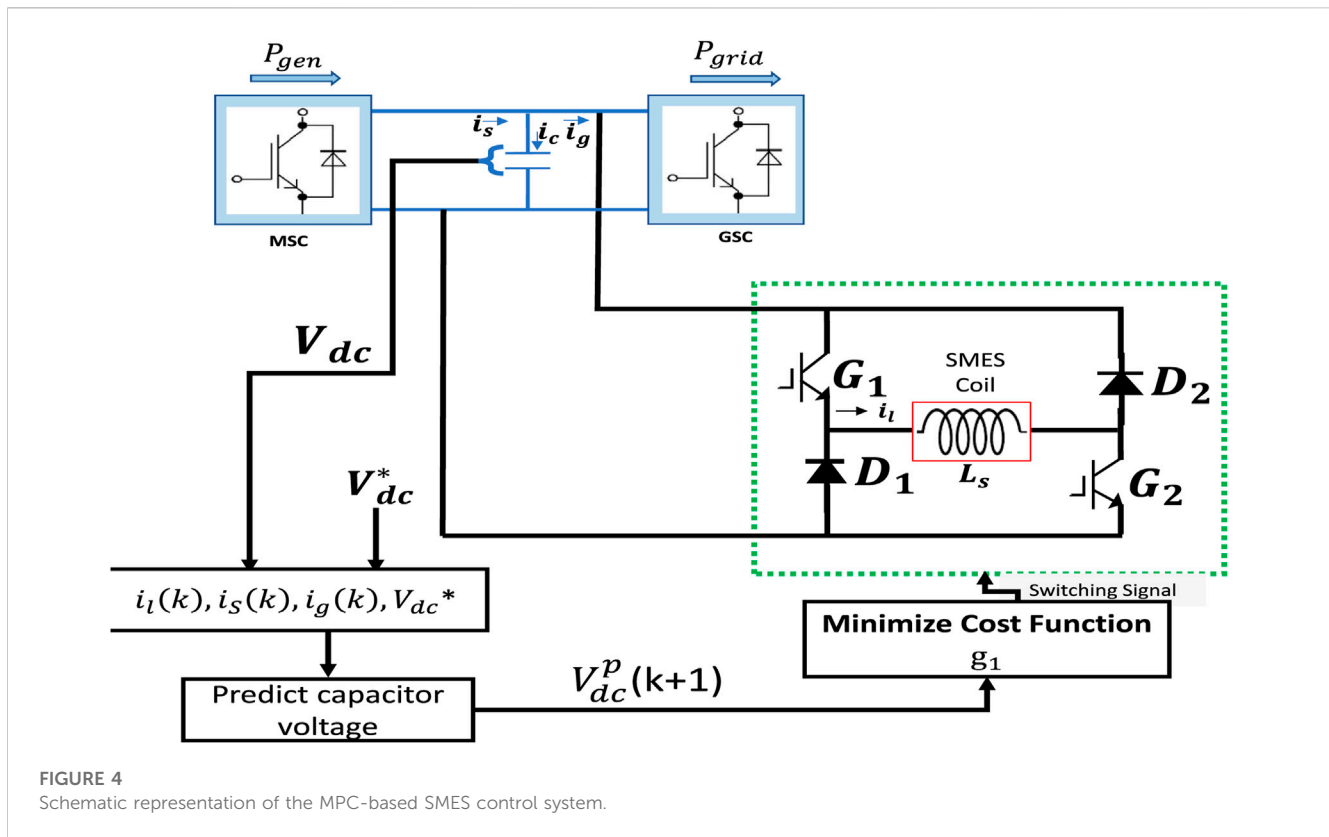 P_gen
P_grid
i_s
i_c i_g
MSC
GSC
V_dc
G_1
SMES
Coil
D_2
i_l
D_1
L_s
G_2
V*_dc
i_l(k), i_S(k), i_g(k), V_dc*
Switching Signal
Minimize Cost Function
g_1
Predict capacitor
voltage
V^p_dc(k+1)
FIGURE 4
Schematic representation of the MPC-based SMES control system.